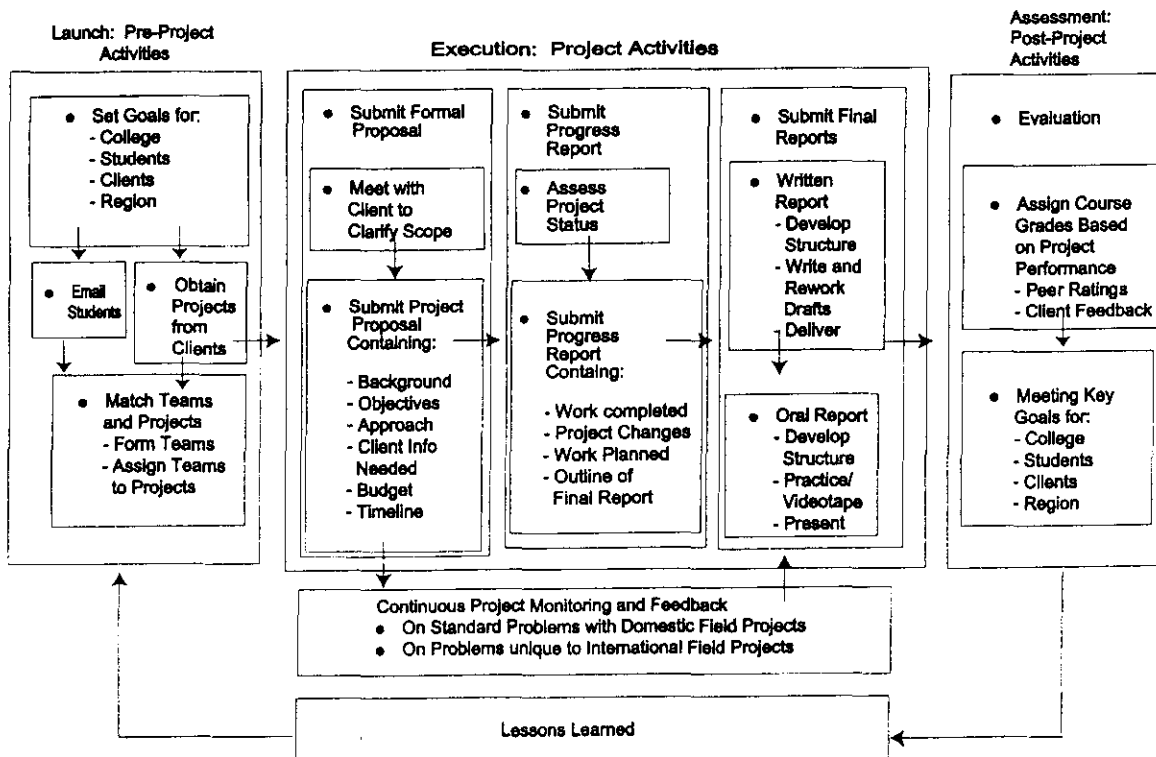 Launch: Pre-Project
Activities
● Set Goals for:
- College
- Students
- Clients
- Region
● Email
Students
● Obtain
Projects
from
Clients
● Match Teams
and Projects
- Form Teams
- Assign Teams
to Projects
Execution: Project Activities
● Submit Formal
Proposal
● Meet with
Client to
Clarify Scope
● Submit Project
Proposal
Containing:
- Background
- Objectives
- Approach
- Client Info
Needed
- Budget
- Timeline
● Submit
Progress
Report
● Assess
Project
Status
● Submit
Progress
Report
Containg:
- Work completed
- Project Changes
- Work Planned
- Outline of
Final Report
● Submit Final
Reports
● Written
Report
- Develop
Structure
- Write and
Rework
Drafts
- Deliver
● Oral Report
- Develop
Structure
- Practice/
Videotape
- Present
Assessment:
Post-Project
Activities
● Evaluation
● Assign Course
Grades Based
on Project
Performance
- Peer Ratings
- Client Feedback
● Meeting Key
Goals for:
- College
- Students
- Clients
- Region
Continuous Project Monitoring and Feedback
● On Standard Problems with Domestic Field Projects
● On Problems unique to International Field Projects
Lessons Learned